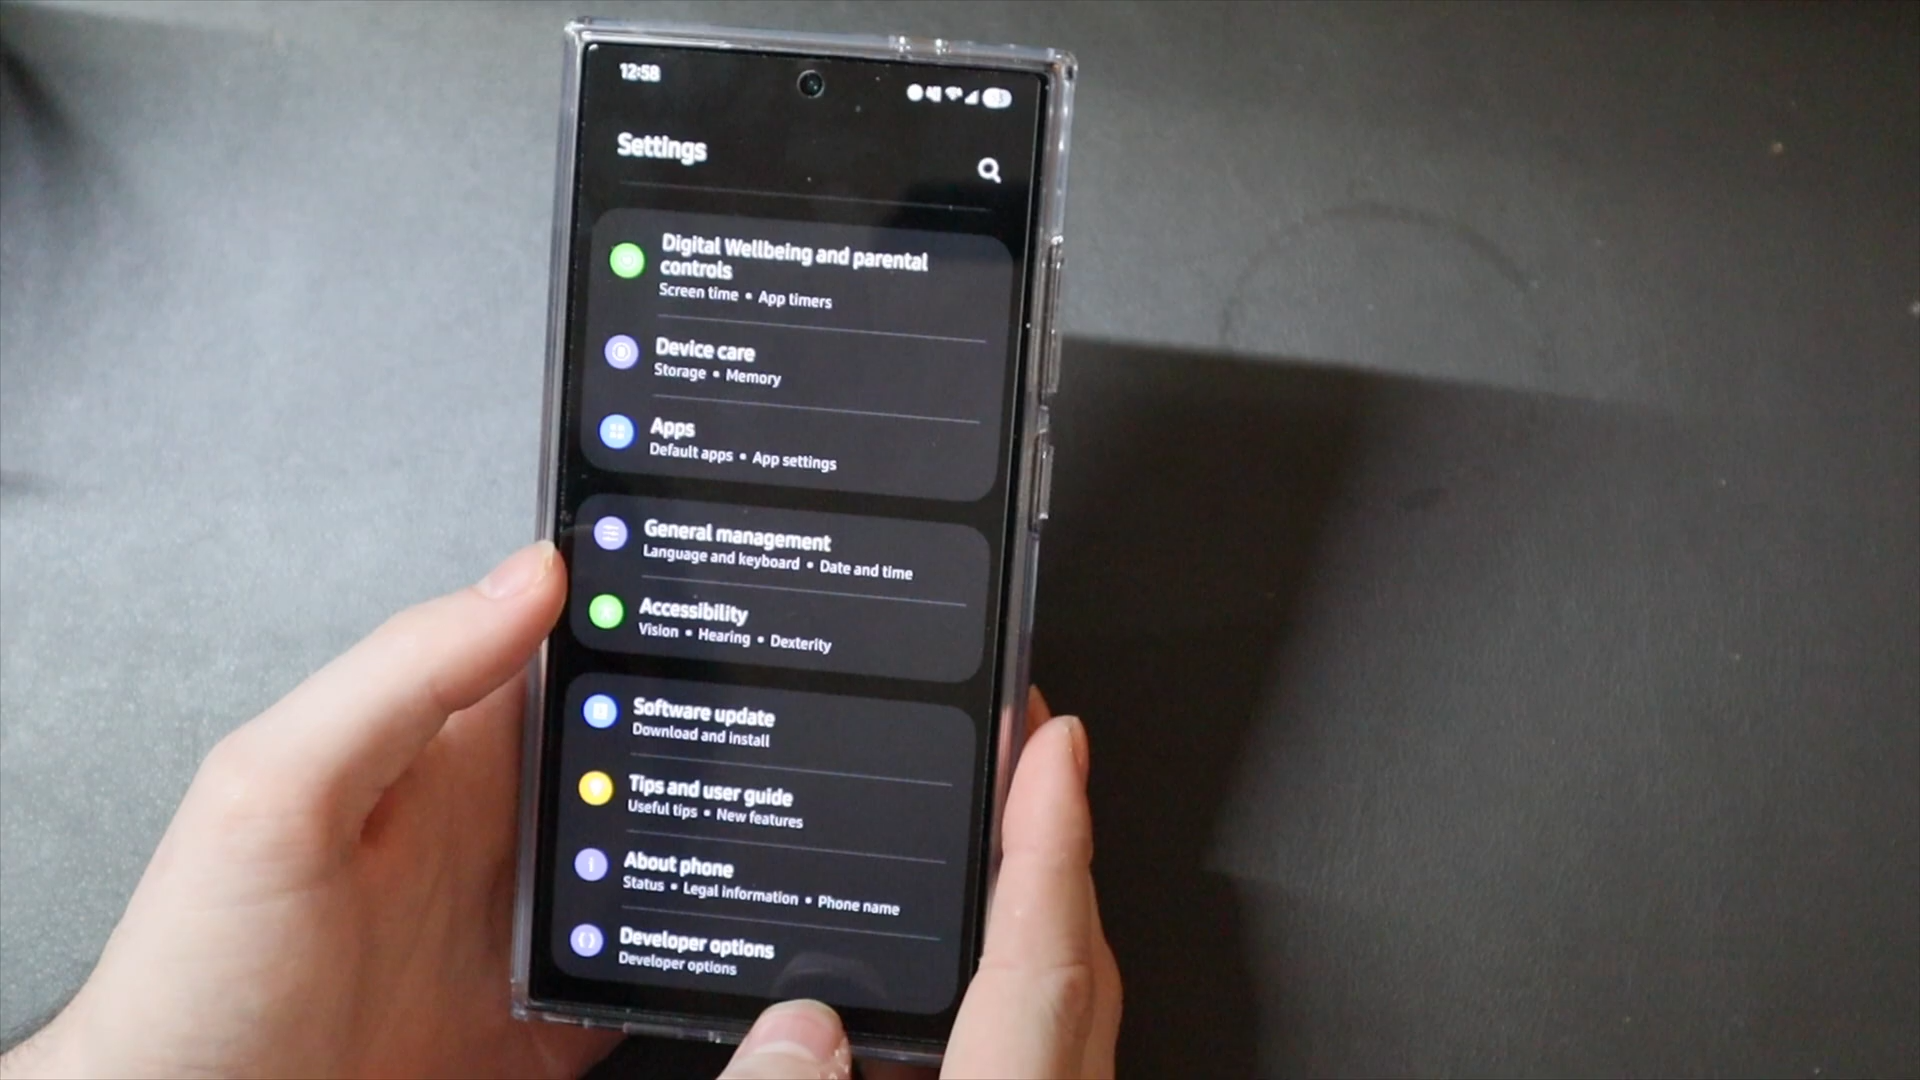 12:58
Settings
Digital Wellbeing and parental
controls
Screen time • App timers
Device care
Storage • Memory
Apps
Default apps • App settings
General management
Language and keyboard • Date and time
Accessibility
Vision • Hearing • Dexterity
Software update
Download and install
Tips and user guide
Useful tips • New features
About phone
Status • Legal information • Phone name
Developer options
Developer options